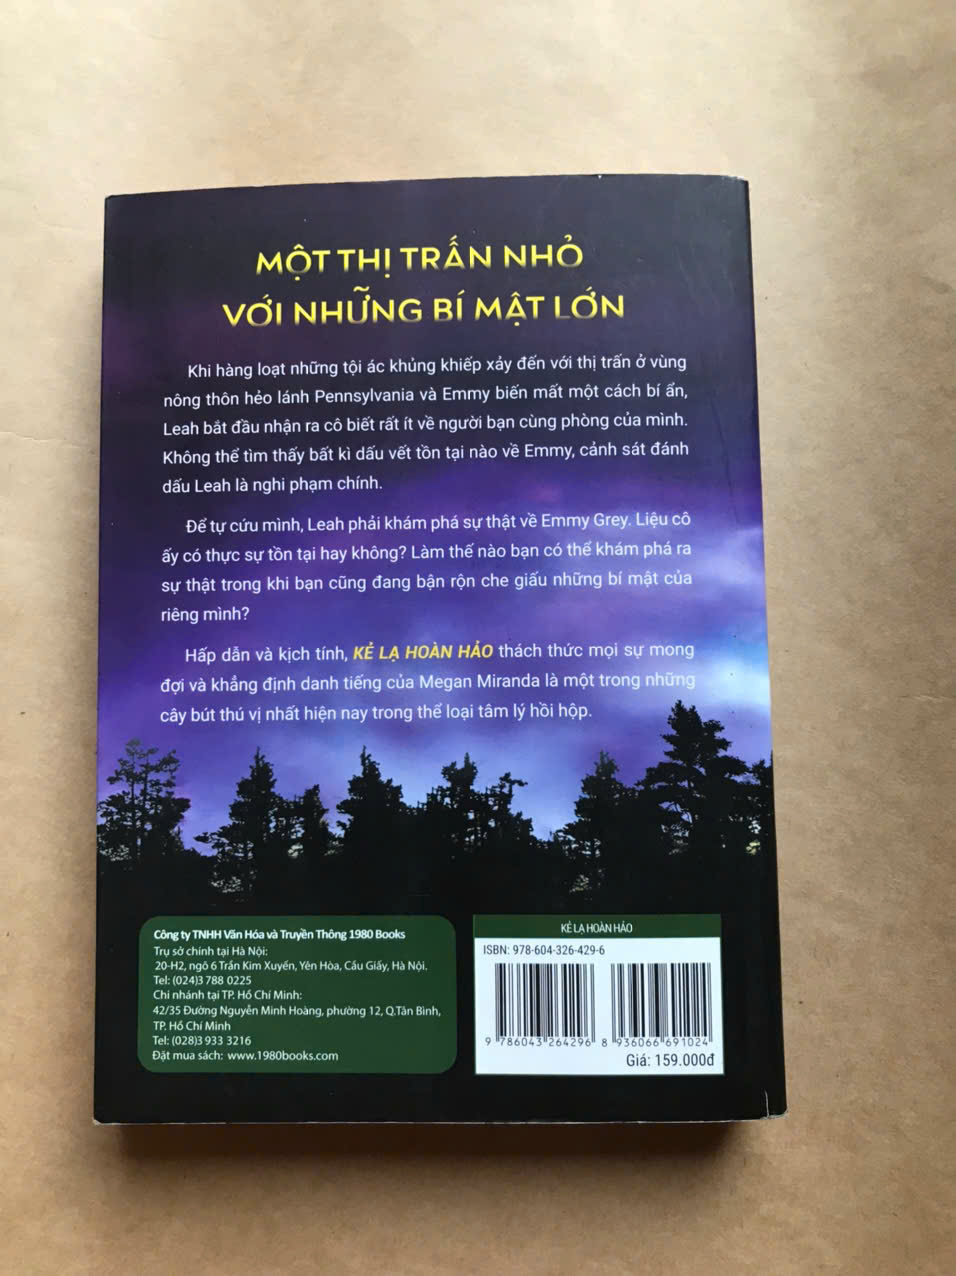 MỘT THỊ TRẤN NHỎ
VỚI NHỮNG BÍ MẬT LỚN
Khi hàng loạt những tội ác khủng khiếp xảy đến với thị trấn ở vùng
nông thôn hẻo lánh Pennsylvania và Emmy biến mất một cách bí ẩn,
Leah bắt đầu nhận ra cô biết rất ít về người bạn cùng phòng của mình.
Không thể tìm thấy bất kì dấu vết tồn tại nào về Emmy, cảnh sát đánh
dấu Leah là nghi phạm chính.
Để tự cứu mình, Leah phải khám phá sự thật về Emmy Grey. Liệu cô
ấy có thực sự tồn tại hay không? Làm thế nào bạn có thể khám phá ra
sự thật trong khi bạn cũng đang bận rộn che giấu những bí mật của
riêng mình?
Hấp dẫn và kịch tính, KẺ LẠ HOÀN HẢO thách thức mọi sự mong
đợi và khẳng định danh tiếng của Megan Miranda là một trong những
cây bút thú vị nhất hiện nay trong thể loại tâm lý hồi hộp.
Công ty TNHH Văn Hóa và Truyền Thông 1980 Books
Trụ sở chính tại Hà Nội:
20-H2, ngõ 6 Trần Kim Xuyến, Yên Hòa, Cầu Giấy, Hà Nội.
Tel: (024)3 788 0225
Chi nhánh tại TP. Hồ Chí Minh:
42/35 Đường Nguyễn Minh Hoàng, phường 12, Q.Tân Bình,
TP. Hồ Chí Minh
Tel: (028)3 933 3216
Đặt mua sách: www.1980books.com
KẺ LẠ HOÀN HẢO
ISBN: 978-604-326-429-6
9 786043 264296 8 936066 691024
Giá: 159.000đ